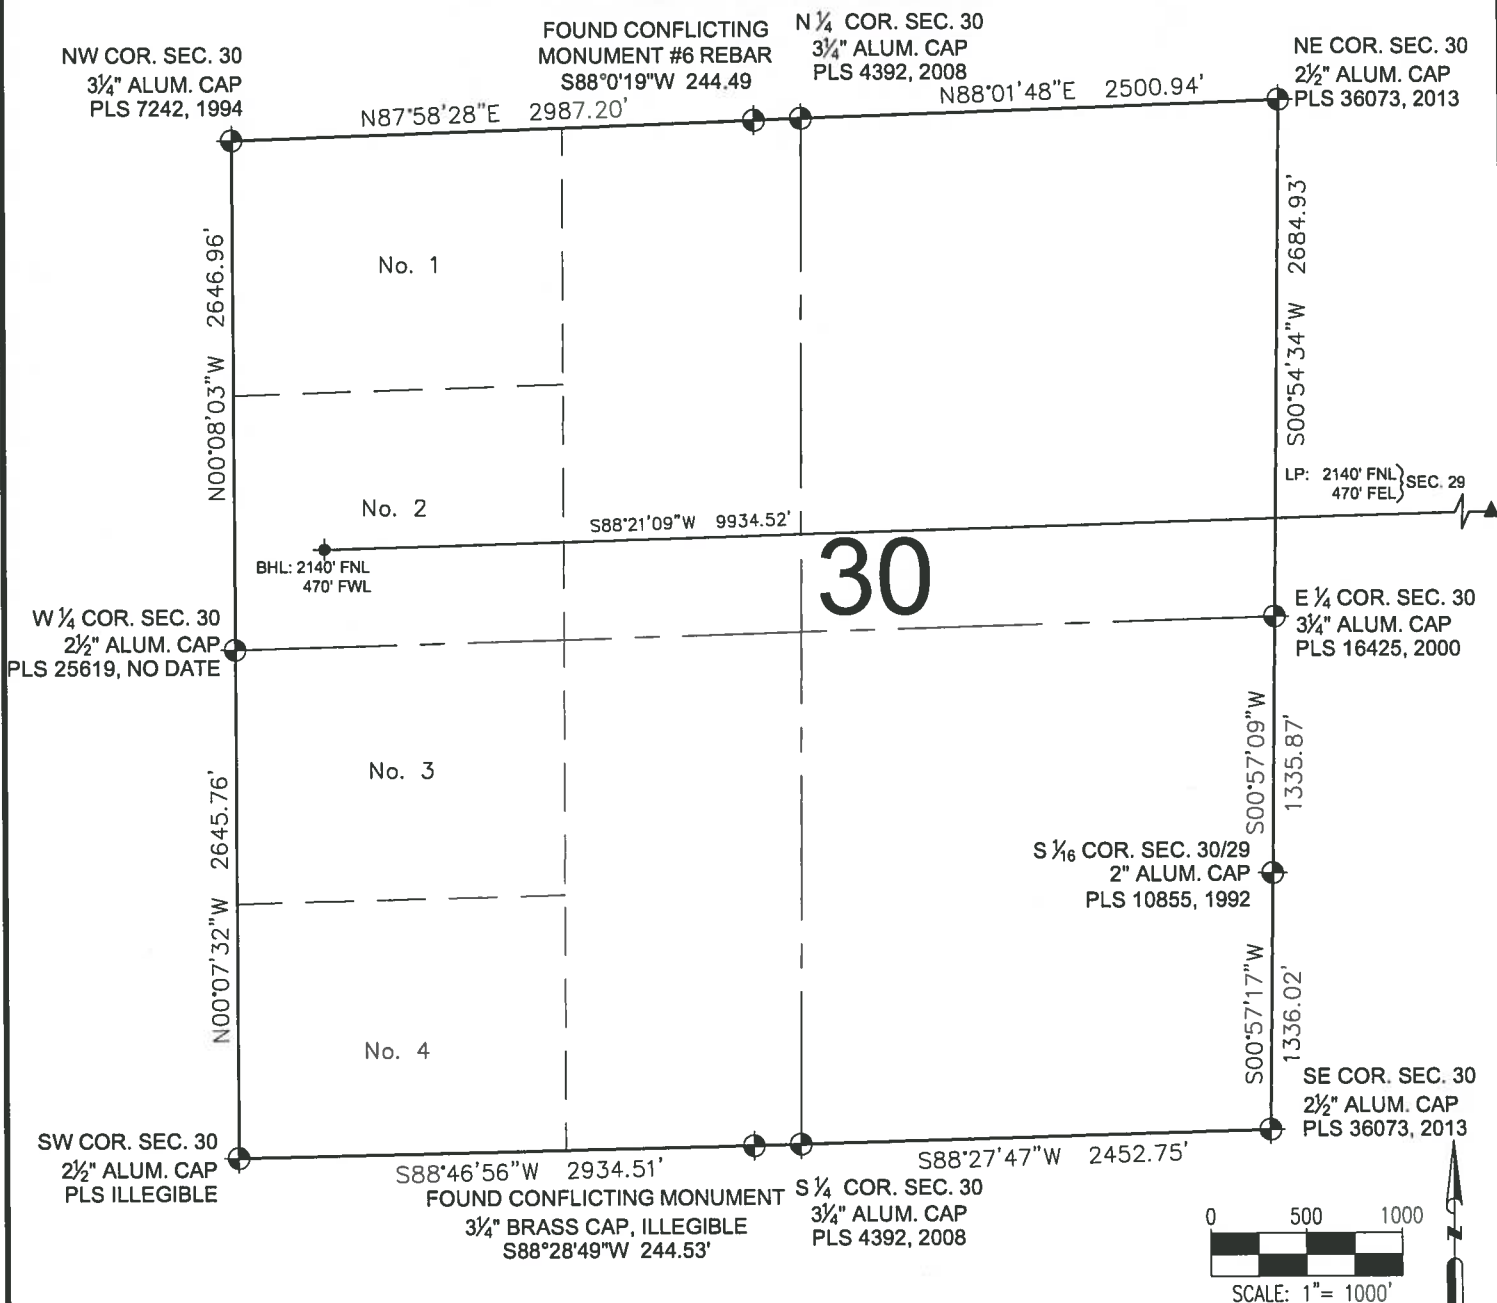 FOUND CONFLICTING
MONUMENT #6 REBAR
S88°0'19"W 244.49
N ¼ COR. SEC. 30
3¼" ALUM. CAP
PLS 4392, 2008
NW COR. SEC. 30
3¼" ALUM. CAP
PLS 7242, 1994
NE COR. SEC. 30
2½" ALUM. CAP
PLS 36073, 2013
N87°58'28"E 2987.20'
N88°01'48"E 2500.94'
N00°08'03"W 2646.96'
S00°54'34"W 2684.93'
No. 1
No. 2
LP: 2140' FNL
470' FEL
SEC. 29
S88°21'09"W 9934.52'
30
BHL: 2140' FNL
470' FWL
W ¼ COR. SEC. 30
2½" ALUM. CAP
PLS 25619, NO DATE
E ¼ COR. SEC. 30
3¼" ALUM. CAP
PLS 16425, 2000
S00°57'09"W
1335.87'
No. 3
N00°07'32"W 2645.76'
S 1⁄16 COR. SEC. 30/29
2" ALUM. CAP
PLS 10855, 1992
S00°57'17"W
1336.02'
No. 4
SE COR. SEC. 30
2½" ALUM. CAP
PLS 36073, 2013
SW COR. SEC. 30
2½" ALUM. CAP
PLS ILLEGIBLE
S88°46'56"W 2934.51'
S88°27'47"W 2452.75'
FOUND CONFLICTING MONUMENT
3¼" BRASS CAP, ILLEGIBLE
S88°28'49"W 244.53'
S ¼ COR. SEC. 30
3¼" ALUM. CAP
PLS 4392, 2008
0 500 1000
SCALE: 1"= 1000'
N